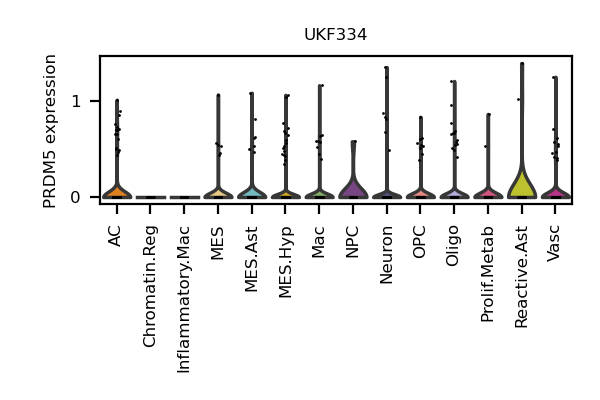 UKF334
PRDM5 expression
1
0
AC
Chromatin.Reg
Inflammatory.Mac
MES
MES.Ast
MES.Hyp
Mac
NPC
Neuron
OPC
Oligo
Prolif.Metab
Reactive.Ast
Vasc